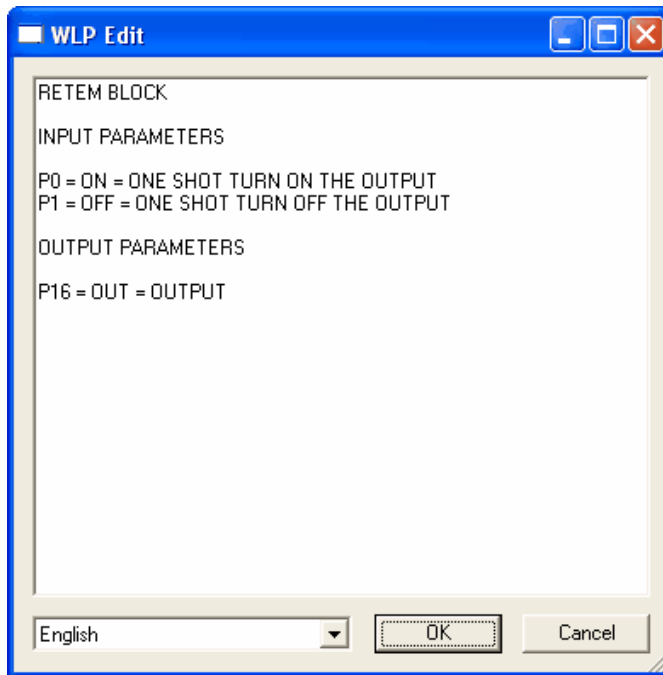 WLP Edit
RETEM BLOCK
INPUT PARAMETERS
P0 = ON = ONE SHOT TURN ON THE OUTPUT
P1 = OFF = ONE SHOT TURN OFF THE OUTPUT
OUTPUT PARAMETERS
P16 = OUT = OUTPUT
English
OK
Cancel